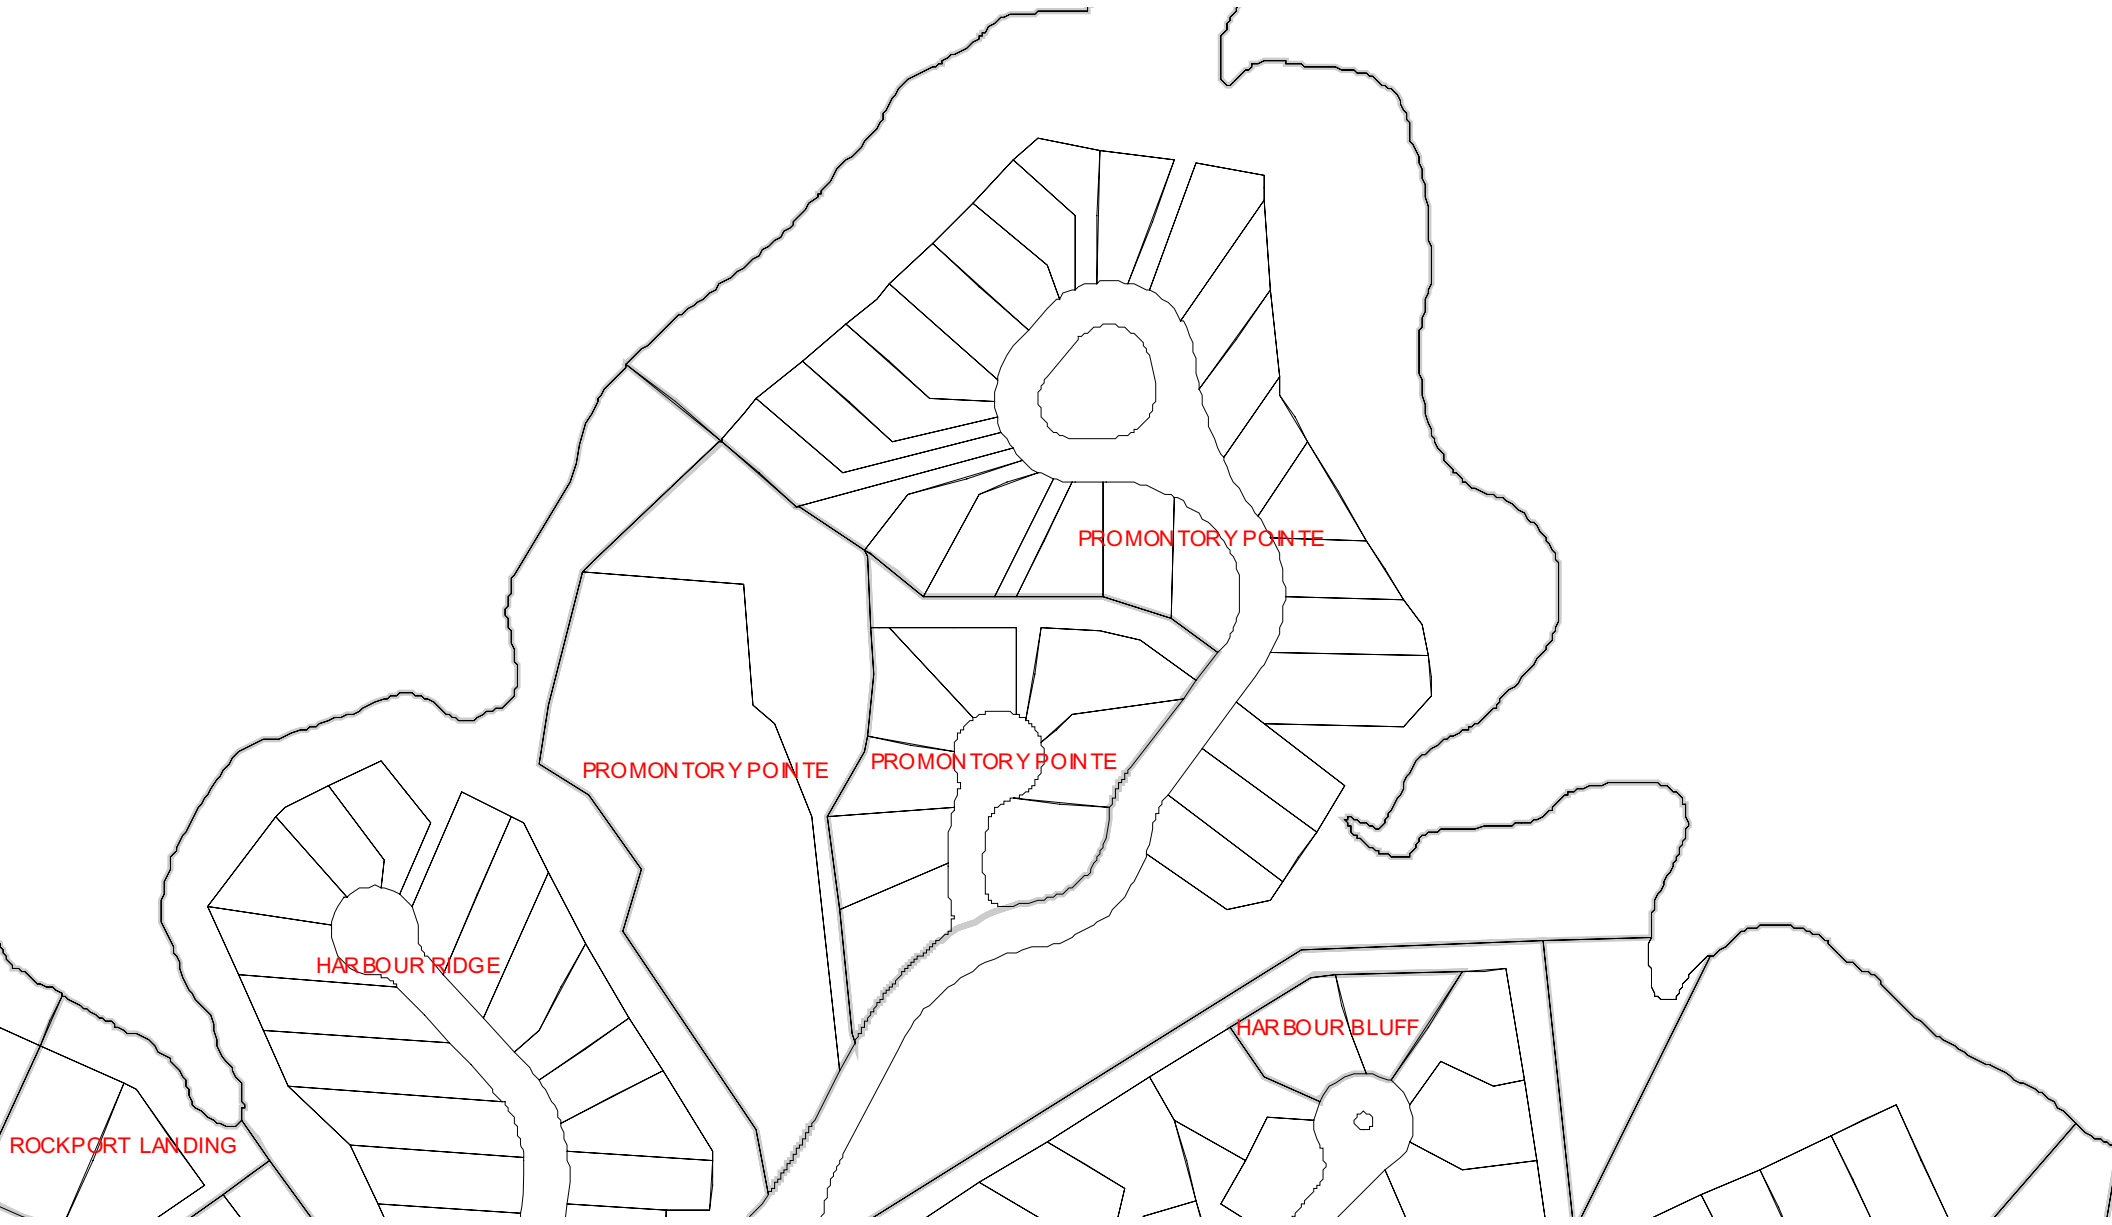 PROMONTORY POINTE
PROMONTORY POINTE
PROMONTORY POINTE
HARBOUR RIDGE
HARBOUR BLUFF
ROCKPORT LANDING